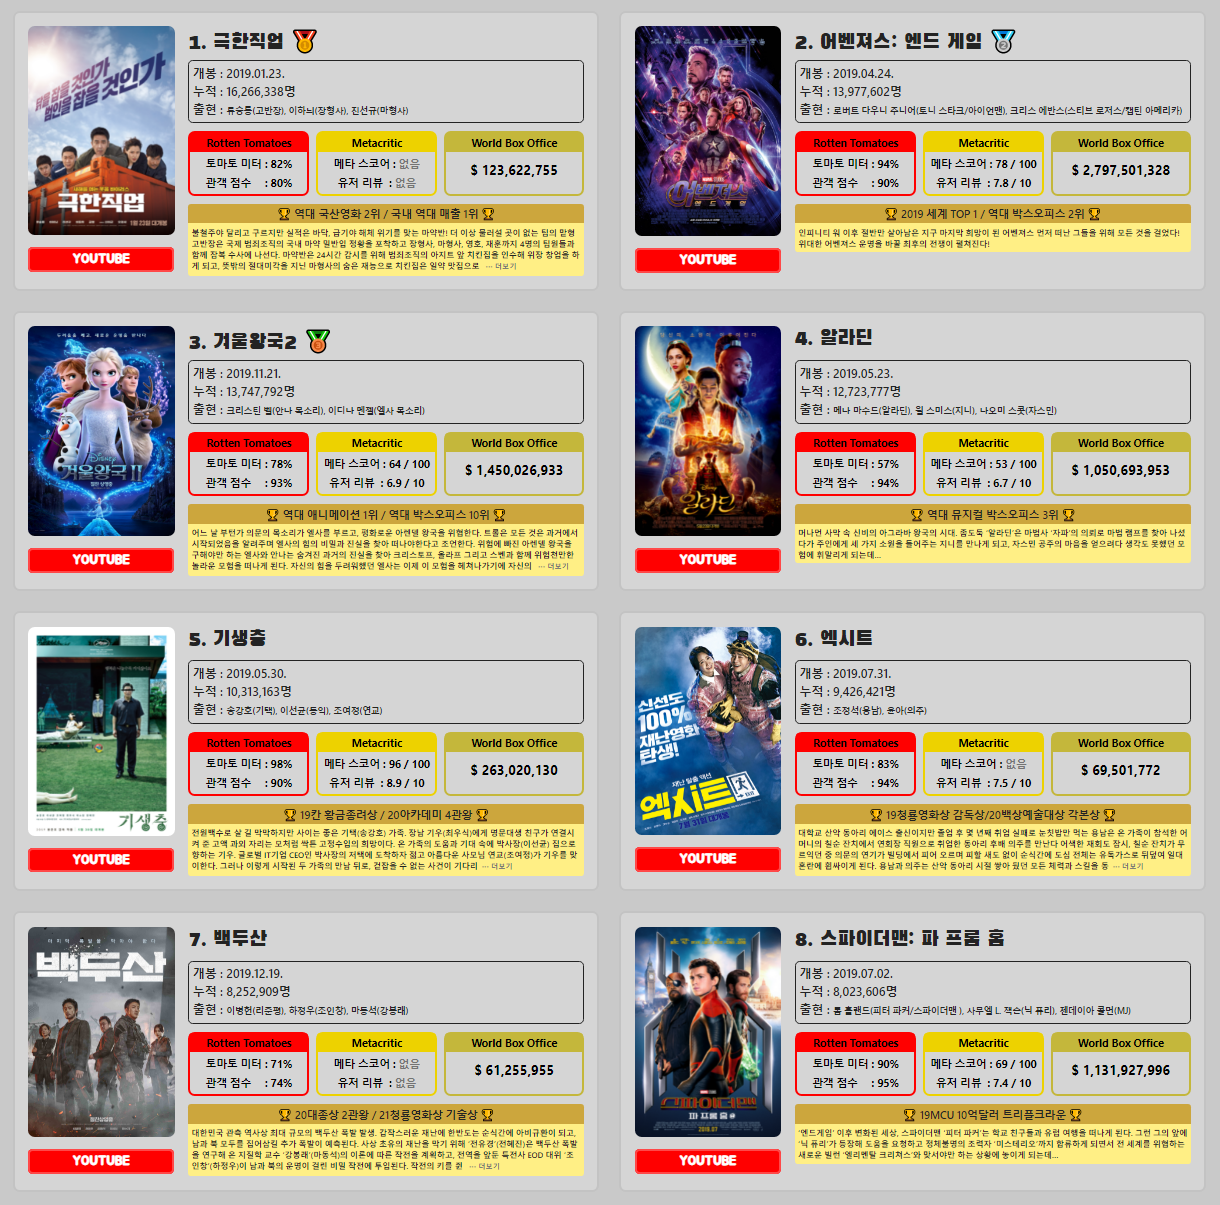 1. 극한직업
개봉 : 2019.01.23.
누적 : 16,266,338명
출현 : 류승룡(고반장), 이하늬(장형사), 진선규(마형사)
Rotten Tomatoes
토마토 미터 : 82%
관객 점수 : 80%
Metacritic
메타 스코어 : 없음
유저 리뷰 : 없음
World Box Office
$ 123,622,755
역대 국산영화 2위 / 국내 역대 매출 1위
불철주야 달리고 구르지만 실적은 바닥, 급기야 해체 위기를 맞는 마약반! 더 이상 물러설 곳이 없는 팀의 맏형
고반장은 국제 범죄조직의 국내 마약 밀반입 정황을 포착하고 장형사, 마형사, 영호, 재훈까지 4명의 팀원들과
함께 잠복 수사에 나선다. 마약반은 24시간 감시를 위해 범죄조직의 아지트 앞 치킨집을 인수해 위장 창업을 하
게 되고, 뜻밖의 절대미각을 지닌 마형사의 숨은 재능으로 치킨집은 일약 맛집으로 ··· 더보기
닭을 잡을 것인가
범인을 잡을 것인가
극한직업
1월 23일 대개봉
YOUTUBE
2. 어벤져스: 엔드 게임
개봉 : 2019.04.24.
누적 : 13,977,602명
출현 : 로버트 다우니 주니어(토니 스타크/아이언맨), 크리스 에반스(스티브 로저스/캡틴 아메리카)
Rotten Tomatoes
토마토 미터 : 94%
관객 점수 : 90%
Metacritic
메타 스코어 : 78 / 100
유저 리뷰 : 7.8 / 10
World Box Office
$ 2,797,501,328
2019 세계 TOP 1 / 역대 박스오피스 2위
인피니티 워 이후 절반만 살아남은 지구 마지막 희망이 된 어벤져스 먼저 떠난 그들을 위해 모든 것을 걸었다!
위대한 어벤져스 운명을 바꿀 최후의 전쟁이 펼쳐진다!
어벤져스
엔드게임
YOUTUBE
3. 겨울왕국2
개봉 : 2019.11.21.
누적 : 13,747,792명
출현 : 크리스틴 벨(안나 목소리), 이디나 멘젤(엘사 목소리)
Rotten Tomatoes
토마토 미터 : 78%
관객 점수 : 93%
Metacritic
메타 스코어 : 64 / 100
유저 리뷰 : 6.9 / 10
World Box Office
$ 1,450,026,933
역대 애니메이션 1위 / 역대 박스오피스 10위
어느 날 부턴가 의문의 목소리가 엘사를 부르고, 평화로운 아렌델 왕국을 위협한다. 트롤은 모든 것은 과거에서
시작되었음을 알려주며 엘사의 힘의 비밀과 진실을 찾아 떠나야한다고 조언한다. 위험에 빠진 아렌델 왕국을
구해야만 하는 엘사와 안나는 숨겨진 과거의 진실을 찾아 크리스토프, 올라프 그리고 스벤과 함께 위험천만한
놀라운 모험을 떠나게 된다. 자신의 힘을 두려워했던 엘사는 이제 이 모험을 헤쳐나가기에 자신의 ··· 더보기
Disney
겨울왕국 II
YOUTUBE
4. 알라딘
개봉 : 2019.05.23.
누적 : 12,723,777명
출현 : 메나 마수드(알라딘), 윌 스미스(지니), 나오미 스콧(자스민)
Rotten Tomatoes
토마토 미터 : 57%
관객 점수 : 94%
Metacritic
메타 스코어 : 53 / 100
유저 리뷰 : 6.7 / 10
World Box Office
$ 1,050,693,953
역대 뮤지컬 박스오피스 3위
머나먼 사막 속 신비의 아그라바 왕국의 시대. 좀도둑 '알라딘'은 마법사 '자파'의 의뢰로 마법 램프를 찾아 나섰
다가 주인에게 세 가지 소원을 들어주는 지니를 만나게 되고, 자스민 공주의 마음을 얻으려다 생각도 못했던 모
험에 휘말리게 되는데...
알라딘
YOUTUBE
5. 기생충
개봉 : 2019.05.30.
누적 : 10,313,163명
출현 : 송강호(기택), 이선균(동익), 조여정(연교)
Rotten Tomatoes
토마토 미터 : 98%
관객 점수 : 90%
Metacritic
메타 스코어 : 96 / 100
유저 리뷰 : 8.9 / 10
World Box Office
$ 263,020,130
19칸 황금종려상 / 20아카데미 4관왕
전원백수로 살 길 막막하지만 사이는 좋은 기택(송강호) 가족. 장남 기우(최우식)에게 명문대생 친구가 연결시
켜 준 고액 과외 자리는 모처럼 싹튼 고정수입의 희망이다. 온 가족의 도움과 기대 속에 박사장(이선균) 집으로
향하는 기우. 글로벌 IT기업 CEO인 박사장의 저택에 도착하자 젊고 아름다운 사모님 연교(조여정)가 기우를 맞
이한다. 그러나 이렇게 시작된 두 가족의 만남 뒤로, 걷잡을 수 없는 사건이 기다리 ··· 더보기
기생충
YOUTUBE
6. 엑시트
개봉 : 2019.07.31.
누적 : 9,426,421명
출현 : 조정석(용남), 윤아(의주)
Rotten Tomatoes
토마토 미터 : 83%
관객 점수 : 94%
Metacritic
메타 스코어 : 없음
유저 리뷰 : 7.5 / 10
World Box Office
$ 69,501,772
19청룡영화상 감독상/20백상예술대상 각본상
대학교 산악 동아리 에이스 출신이지만 졸업 후 몇 년째 취업 실패로 눈칫밥만 먹는 용남은 온 가족이 참석한 어
머니의 칠순 잔치에서 연회장 직원으로 취업한 동아리 후배 의주를 만난다 어색한 재회도 잠시, 칠순 잔치가 무
르익던 중 의문의 연기가 빌딩에서 피어 오르며 피할 새도 없이 순식간에 도심 전체는 유독가스로 뒤덮여 일대
혼란에 휩싸이게 된다. 용남과 의주는 산악 동아리 시절 쌓아 뒀던 모든 체력과 스킬을 동 ··· 더보기
신선도
100%
재난영화
탄생!
재난 탈출 액션
엑시트
7월 31일 대개봉
YOUTUBE
7. 백두산
개봉 : 2019.12.19.
누적 : 8,252,909명
출현 : 이병헌(리준평), 하정우(조인창), 마동석(강봉래)
Rotten Tomatoes
토마토 미터 : 71%
관객 점수 : 74%
Metacritic
메타 스코어 : 없음
유저 리뷰 : 없음
World Box Office
$ 61,255,955
20대종상 2관왕 / 21청룡영화상 기술상
대한민국 관측 역사상 최대 규모의 백두산 폭발 발생. 갑작스러운 재난에 한반도는 순식간에 아비규환이 되고,
남과 북 모두를 집어삼킬 추가 폭발이 예측된다. 사상 초유의 재난을 막기 위해 '전유경'(전혜진)은 백두산 폭발
을 연구해 온 지질학 교수 '강봉래'(마동석)의 이론에 따른 작전을 계획하고, 전역을 앞둔 특전사 EOD 대위 '조
인창'(하정우)이 남과 북의 운명이 걸린 비밀 작전에 투입된다. 작전의 키를 쥔 ··· 더보기
백두산
YOUTUBE
8. 스파이더맨: 파 프롬 홈
개봉 : 2019.07.02.
누적 : 8,023,606명
출현 : 톰 홀랜드(피터 파커/스파이더맨 ), 사무엘 L. 잭슨(닉 퓨리), 젠데이아 콜먼(MJ)
Rotten Tomatoes
토마토 미터 : 90%
관객 점수 : 95%
Metacritic
메타 스코어 : 69 / 100
유저 리뷰 : 7.4 / 10
World Box Office
$ 1,131,927,996
19MCU 10억달러 트리플크라운
'엔드게임' 이후 변화된 세상, 스파이더맨 '피터 파커'는 학교 친구들과 유럽 여행을 떠나게 된다. 그런 그의 앞에
'닉 퓨리'가 등장해 도움을 요청하고 정체불명의 조력자 '미스테리오'까지 합류하게 되면서 전 세계를 위협하는
새로운 빌런 '엘리멘탈 크리쳐스'와 맞서야만 하는 상황에 놓이게 되는데...
스파이더맨
파 프롬 홈
2019.07
YOUTUBE